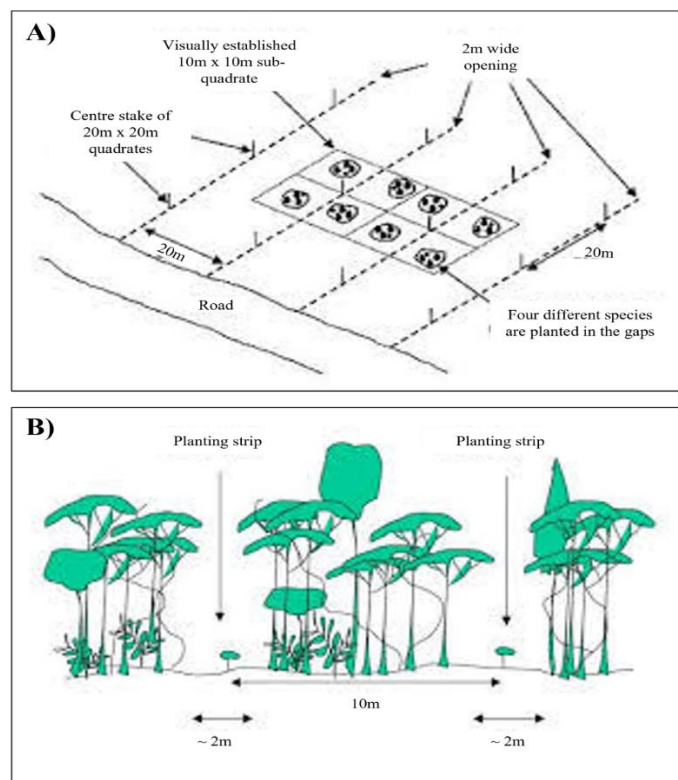 A)
Visually established
10m x 10m sub-
quadrate
2m wide
opening
Centre stake of
20m x 20m
quadrates
20m
20m
Road
Four different species
are planted in the gaps
B)
Planting strip
Planting strip
10m
~ 2m
~ 2m